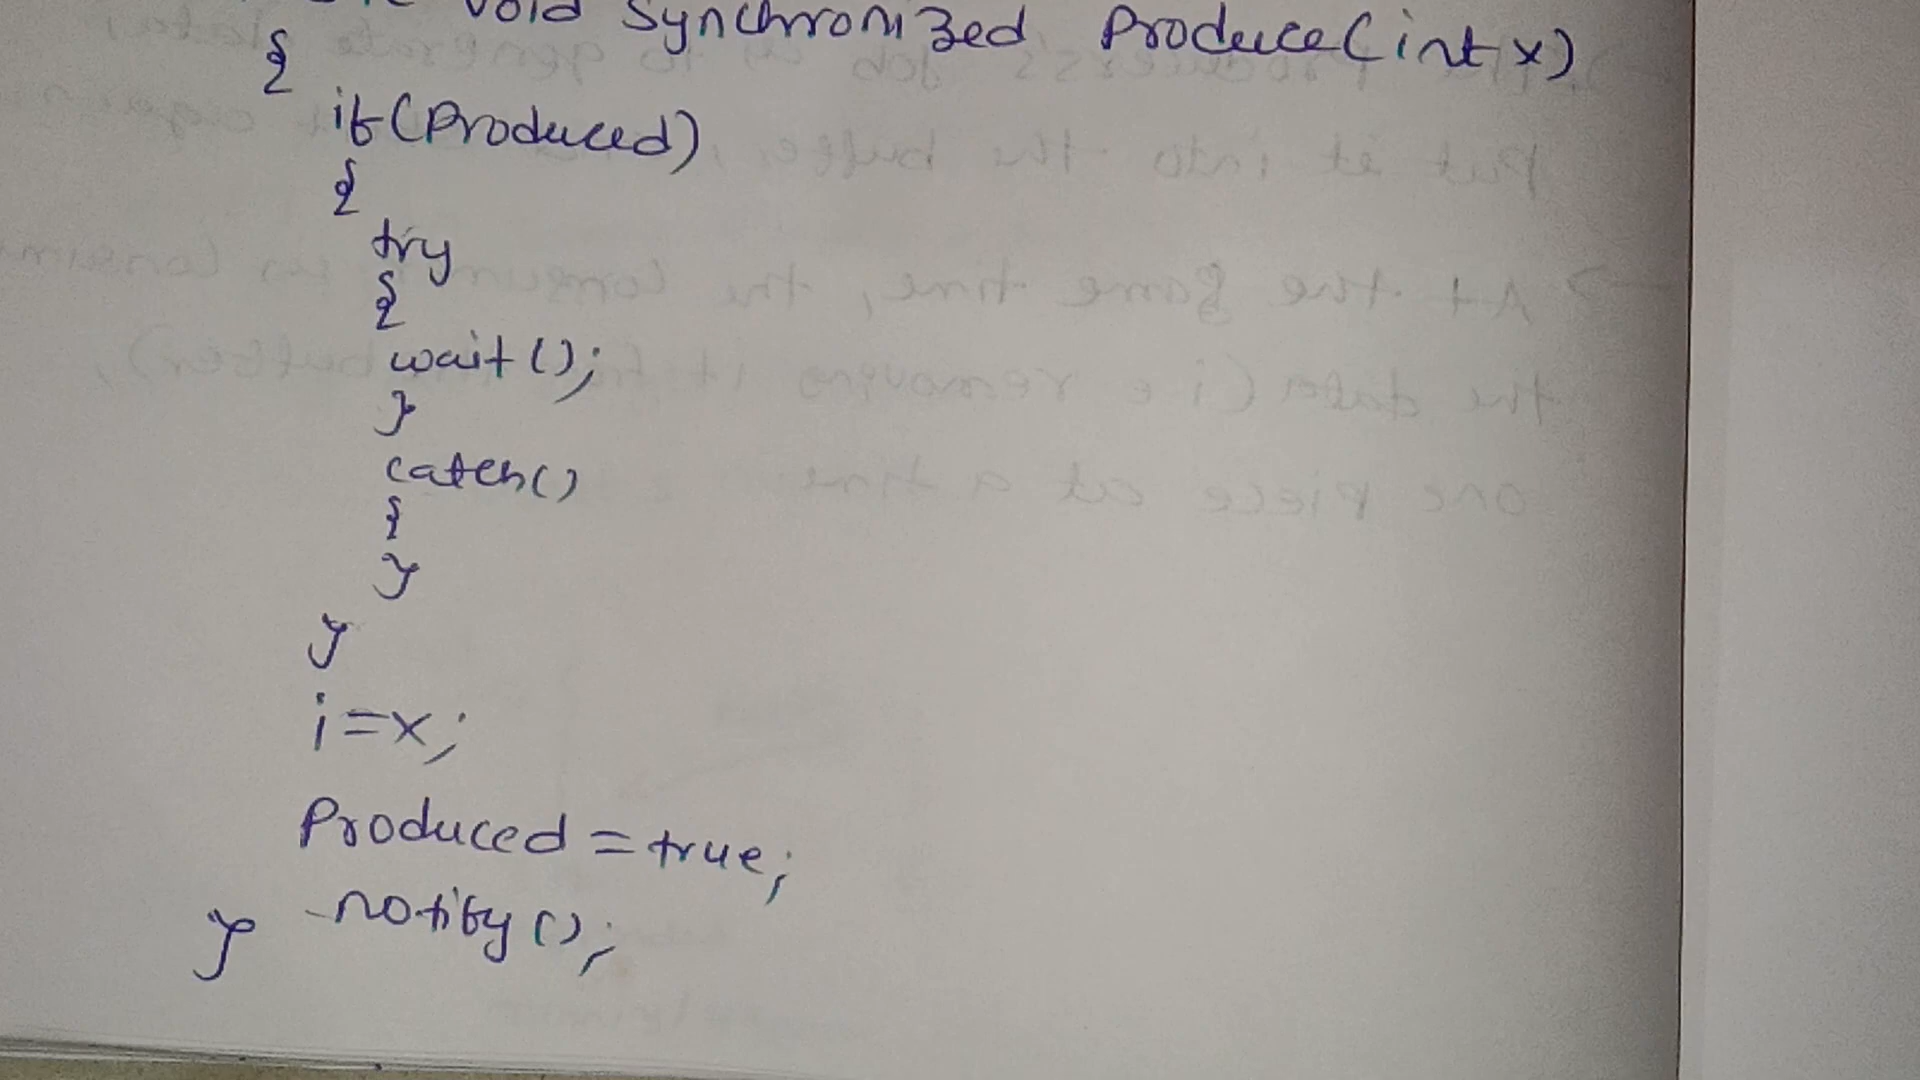 void Synchronized Produce(int x)
{
if(Produced)
{
try
{
wait();
}
catch()
{
}
}
i=x;
Produced=true;
notify();
}